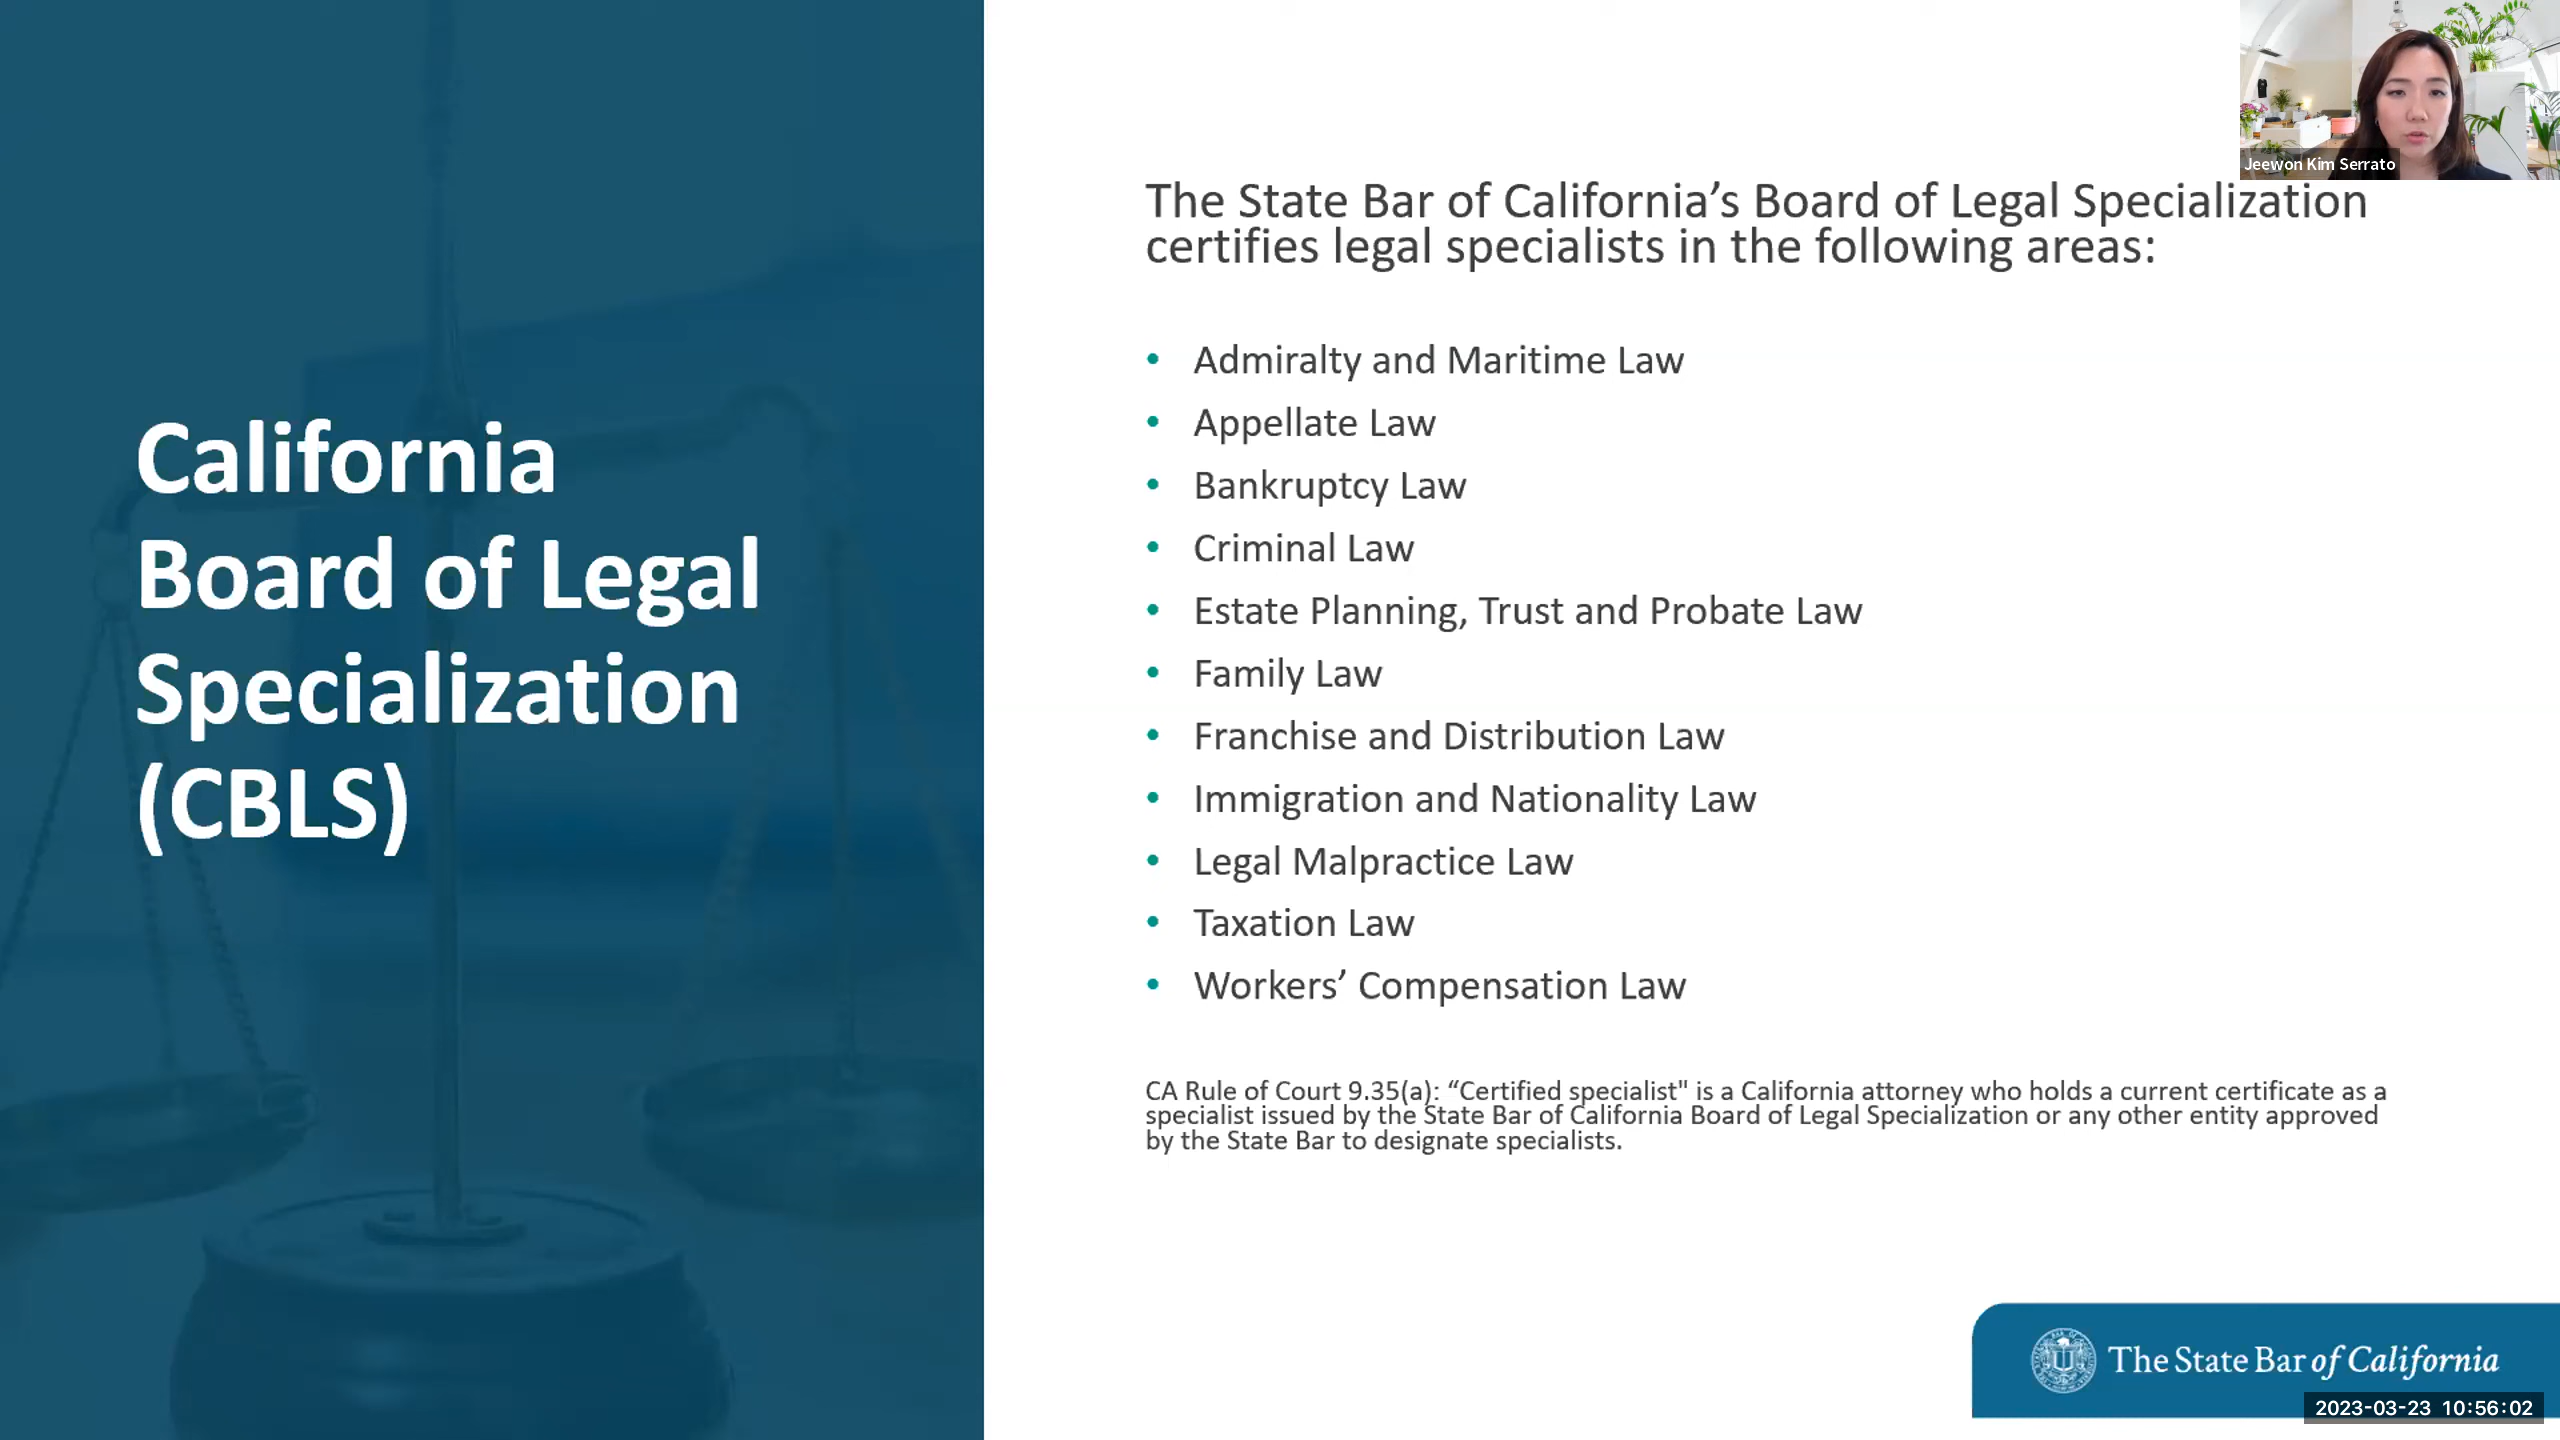 Jeewon Kim Serrato
California
Board of Legal
Specialization
(CBLS)
The State Bar of California’s Board of Legal Specialization
certifies legal specialists in the following areas:
• Admiralty and Maritime Law
• Appellate Law
• Bankruptcy Law
• Criminal Law
• Estate Planning, Trust and Probate Law
• Family Law
• Franchise and Distribution Law
• Immigration and Nationality Law
• Legal Malpractice Law
• Taxation Law
• Workers’ Compensation Law
CA Rule of Court 9.35(a): “Certified specialist" is a California attorney who holds a current certificate as a
specialist issued by the State Bar of California Board of Legal Specialization or any other entity approved
by the State Bar to designate specialists.
The State Bar of California
2023-03-23 10:56:02